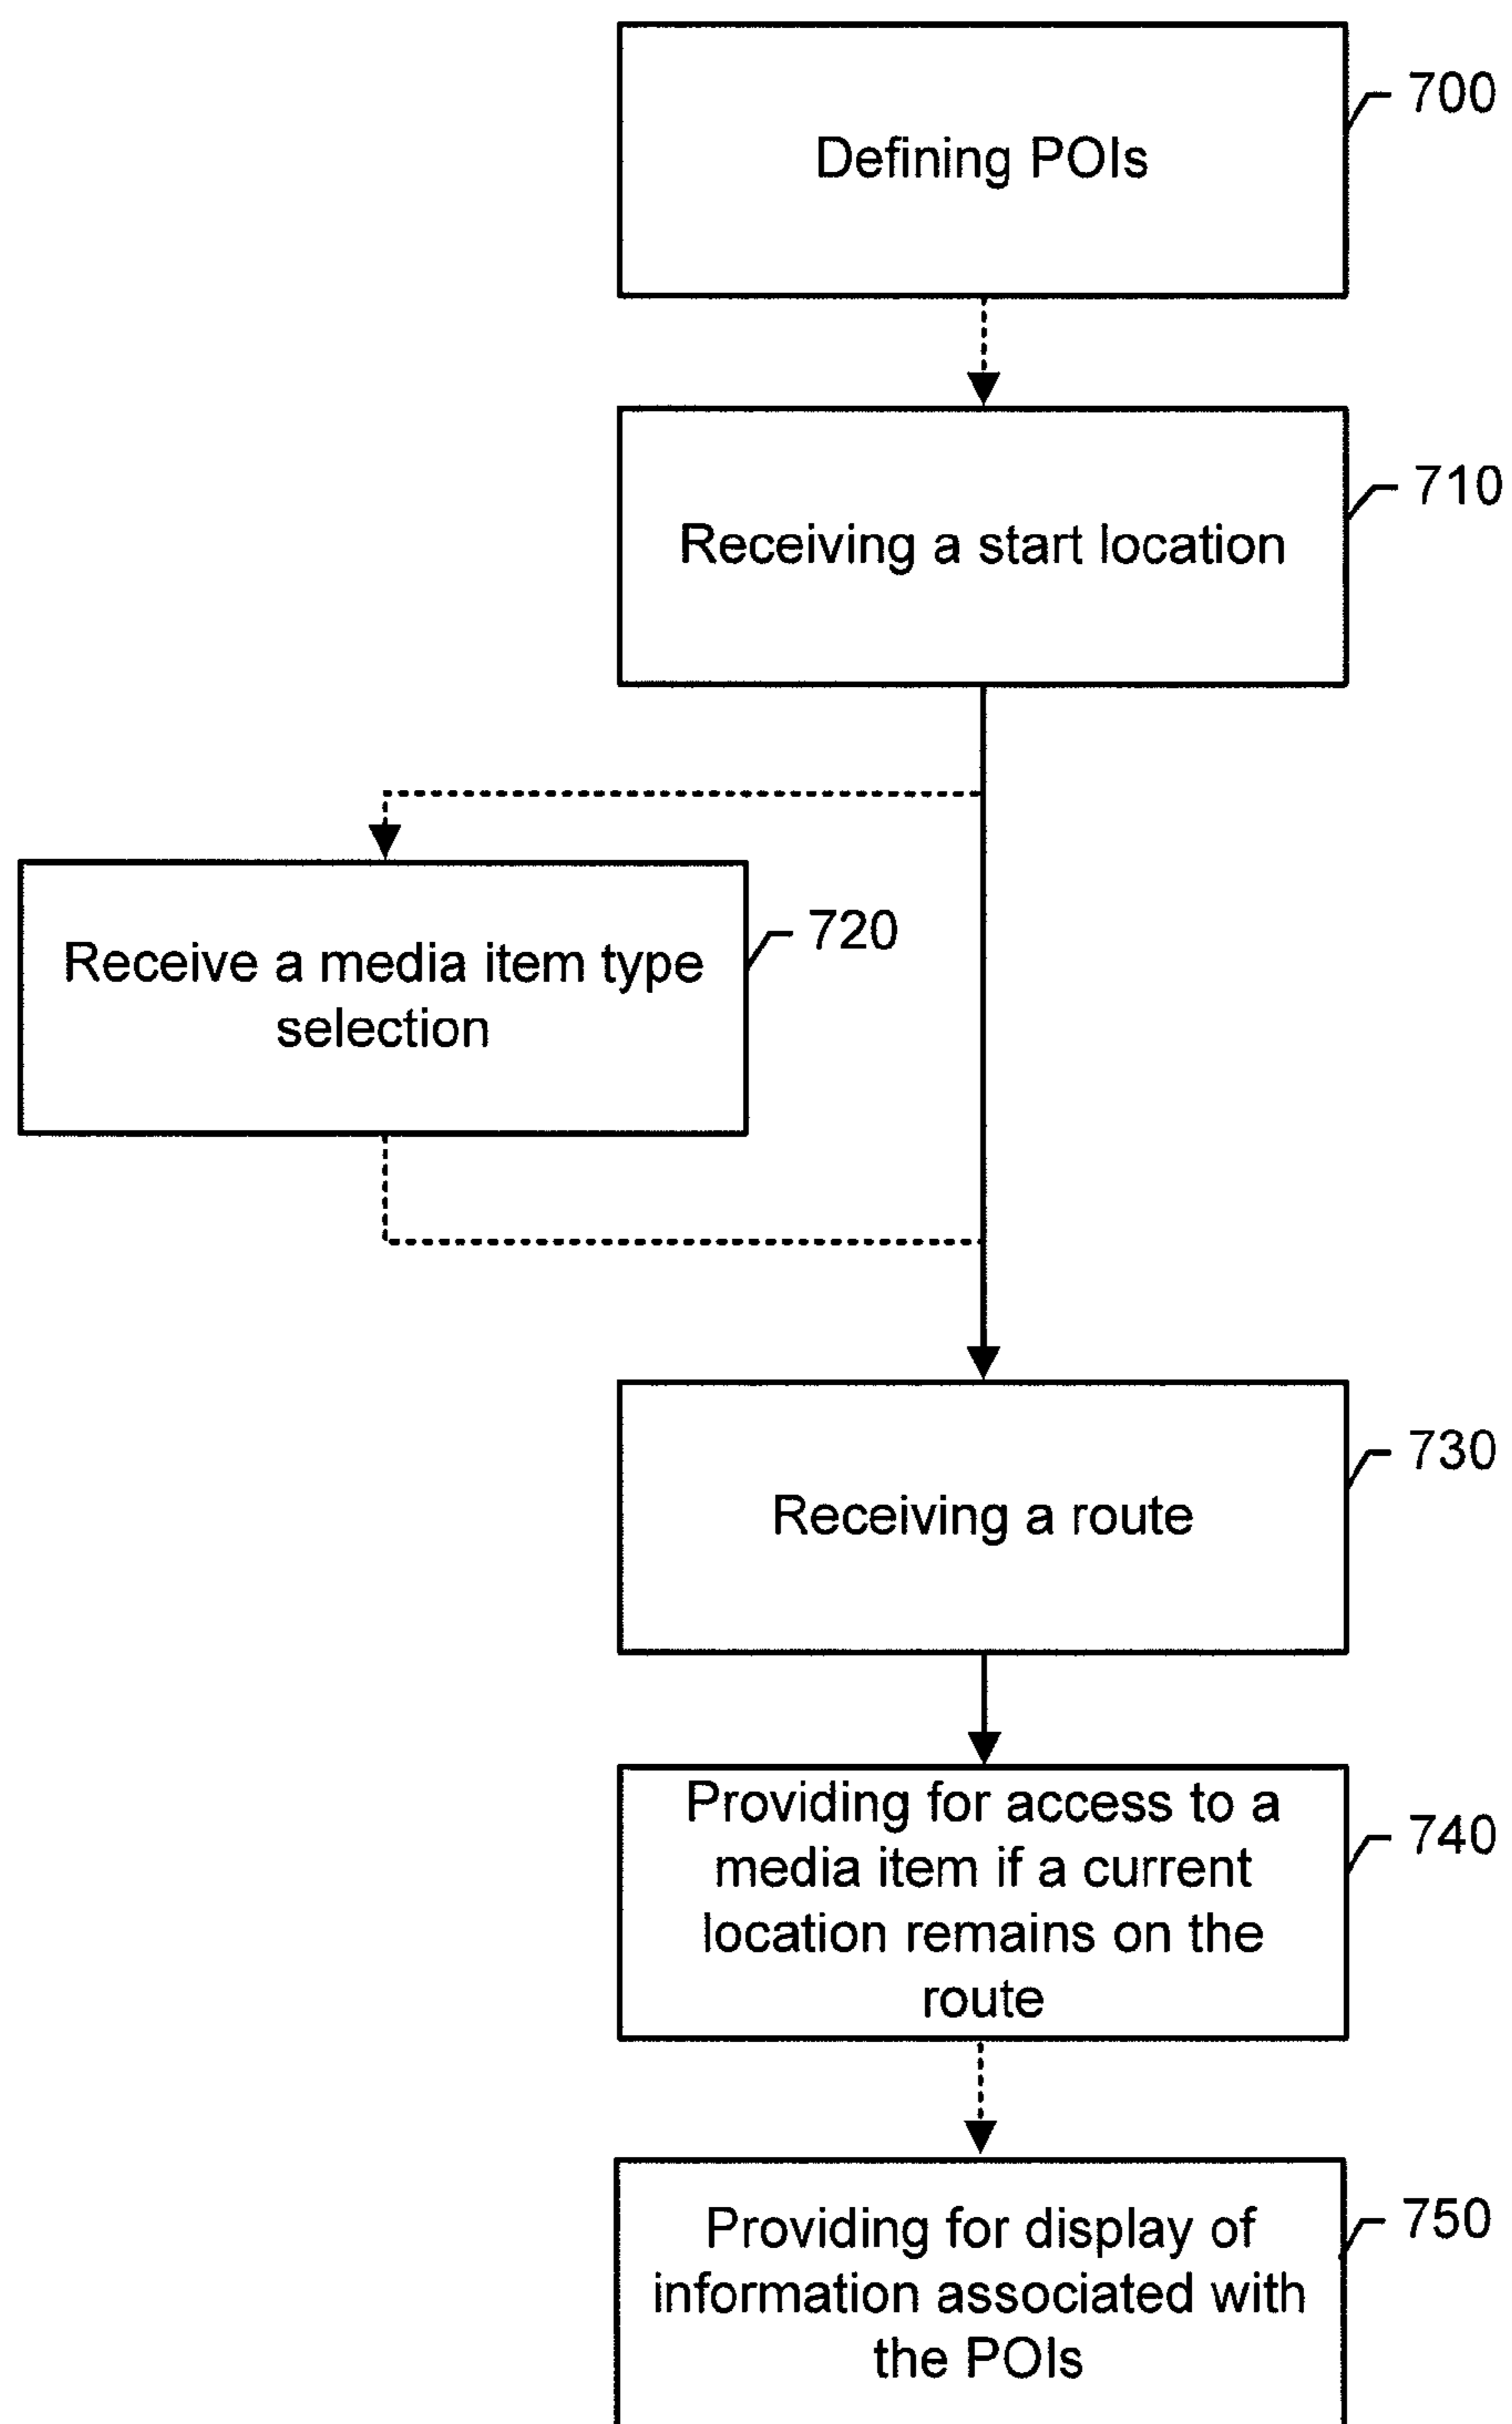 Defining POIs
700
Receiving a start location
710
Receive a media item type
selection
720
Receiving a route
730
Providing for access to a
media item if a current
location remains on the
route
740
Providing for display of
information associated with
the POIs
750